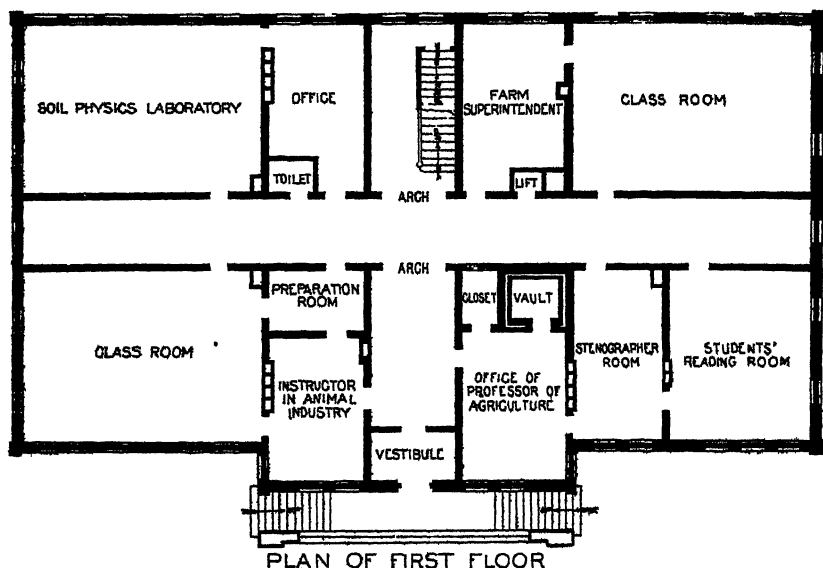 SOIL PHYSICS LABORATORY
OFFICE
FARM
SUPERINTENDENT
CLASS ROOM
TOILET
LIFT
ARCH
ARCH
PREPARATION
ROOM
CLOSET
VAULT
CLASS ROOM
INSTRUCTOR
IN ANIMAL
INDUSTRY
OFFICE OF
PROFESSOR OF
AGRICULTURE
STENOGRAPHER
ROOM
STUDENTS'
READING ROOM
VESTIBULE
PLAN OF FIRST FLOOR